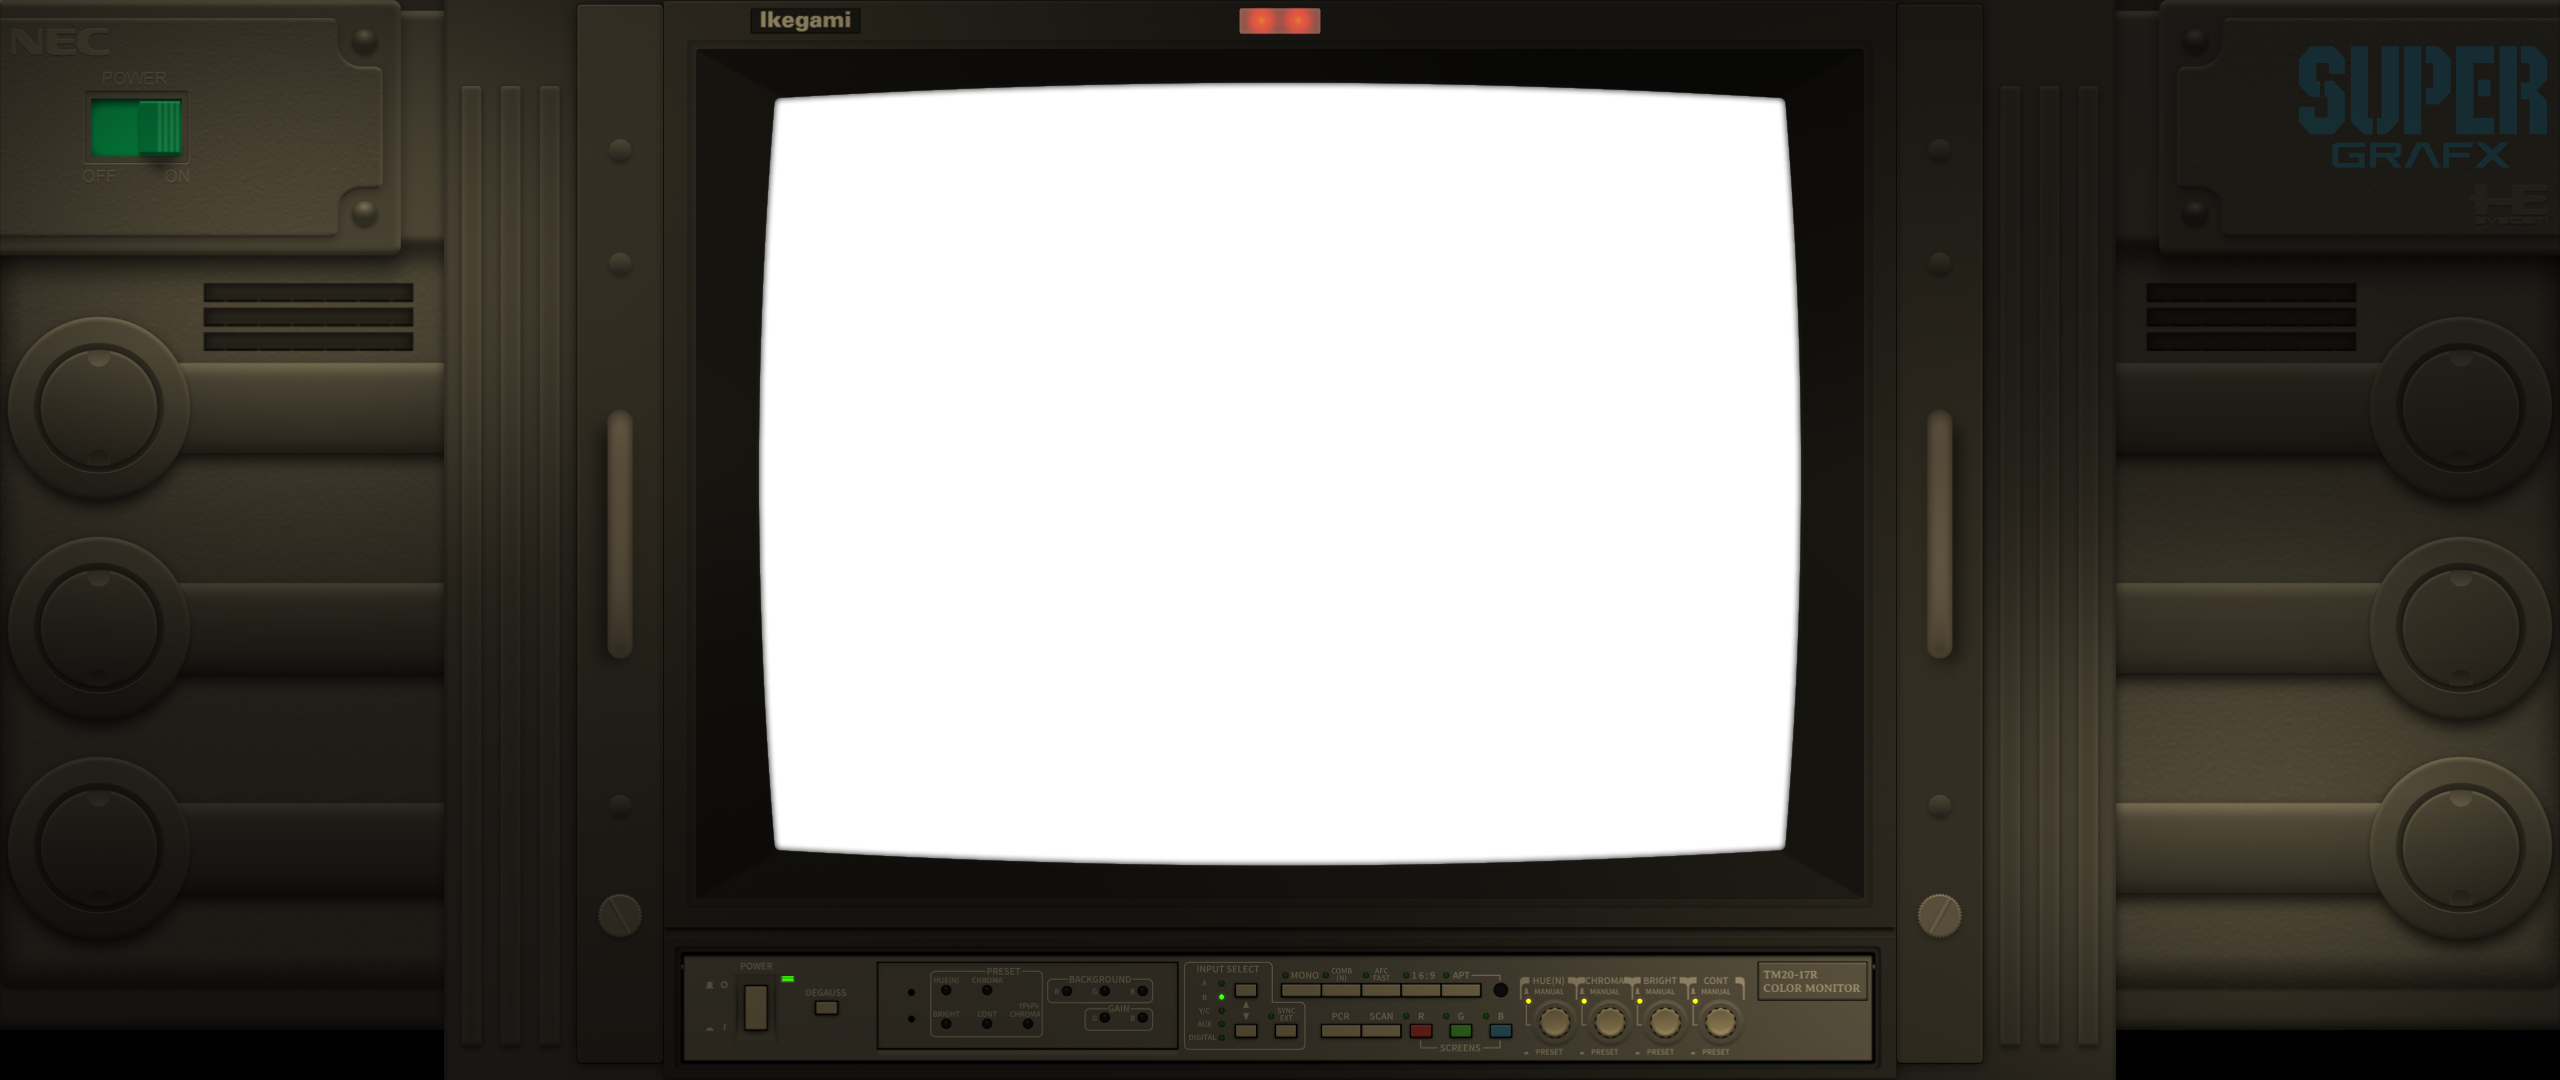 NEC
POWER
OFF ON
Ikegami
SUPER
GRAFX
HE
SYSTEM
POWER
DEGAUSS
PRESET
HUE(N) CHROMA
BRIGHT CONT YPbPr CHROMA
BACKGROUND
R G B
GAIN
G B
INPUT SELECT
A
B
Y/C
AUX
DIGITAL
SYNC
EXT
MONO COMB (N) AFC FAST 16:9 APT
PCR SCAN R G B
SCREENS
HUE(N) CHROMA BRIGHT CONT
MANUAL MANUAL MANUAL MANUAL
PRESET PRESET PRESET PRESET
TM20-17R
COLOR MONITOR